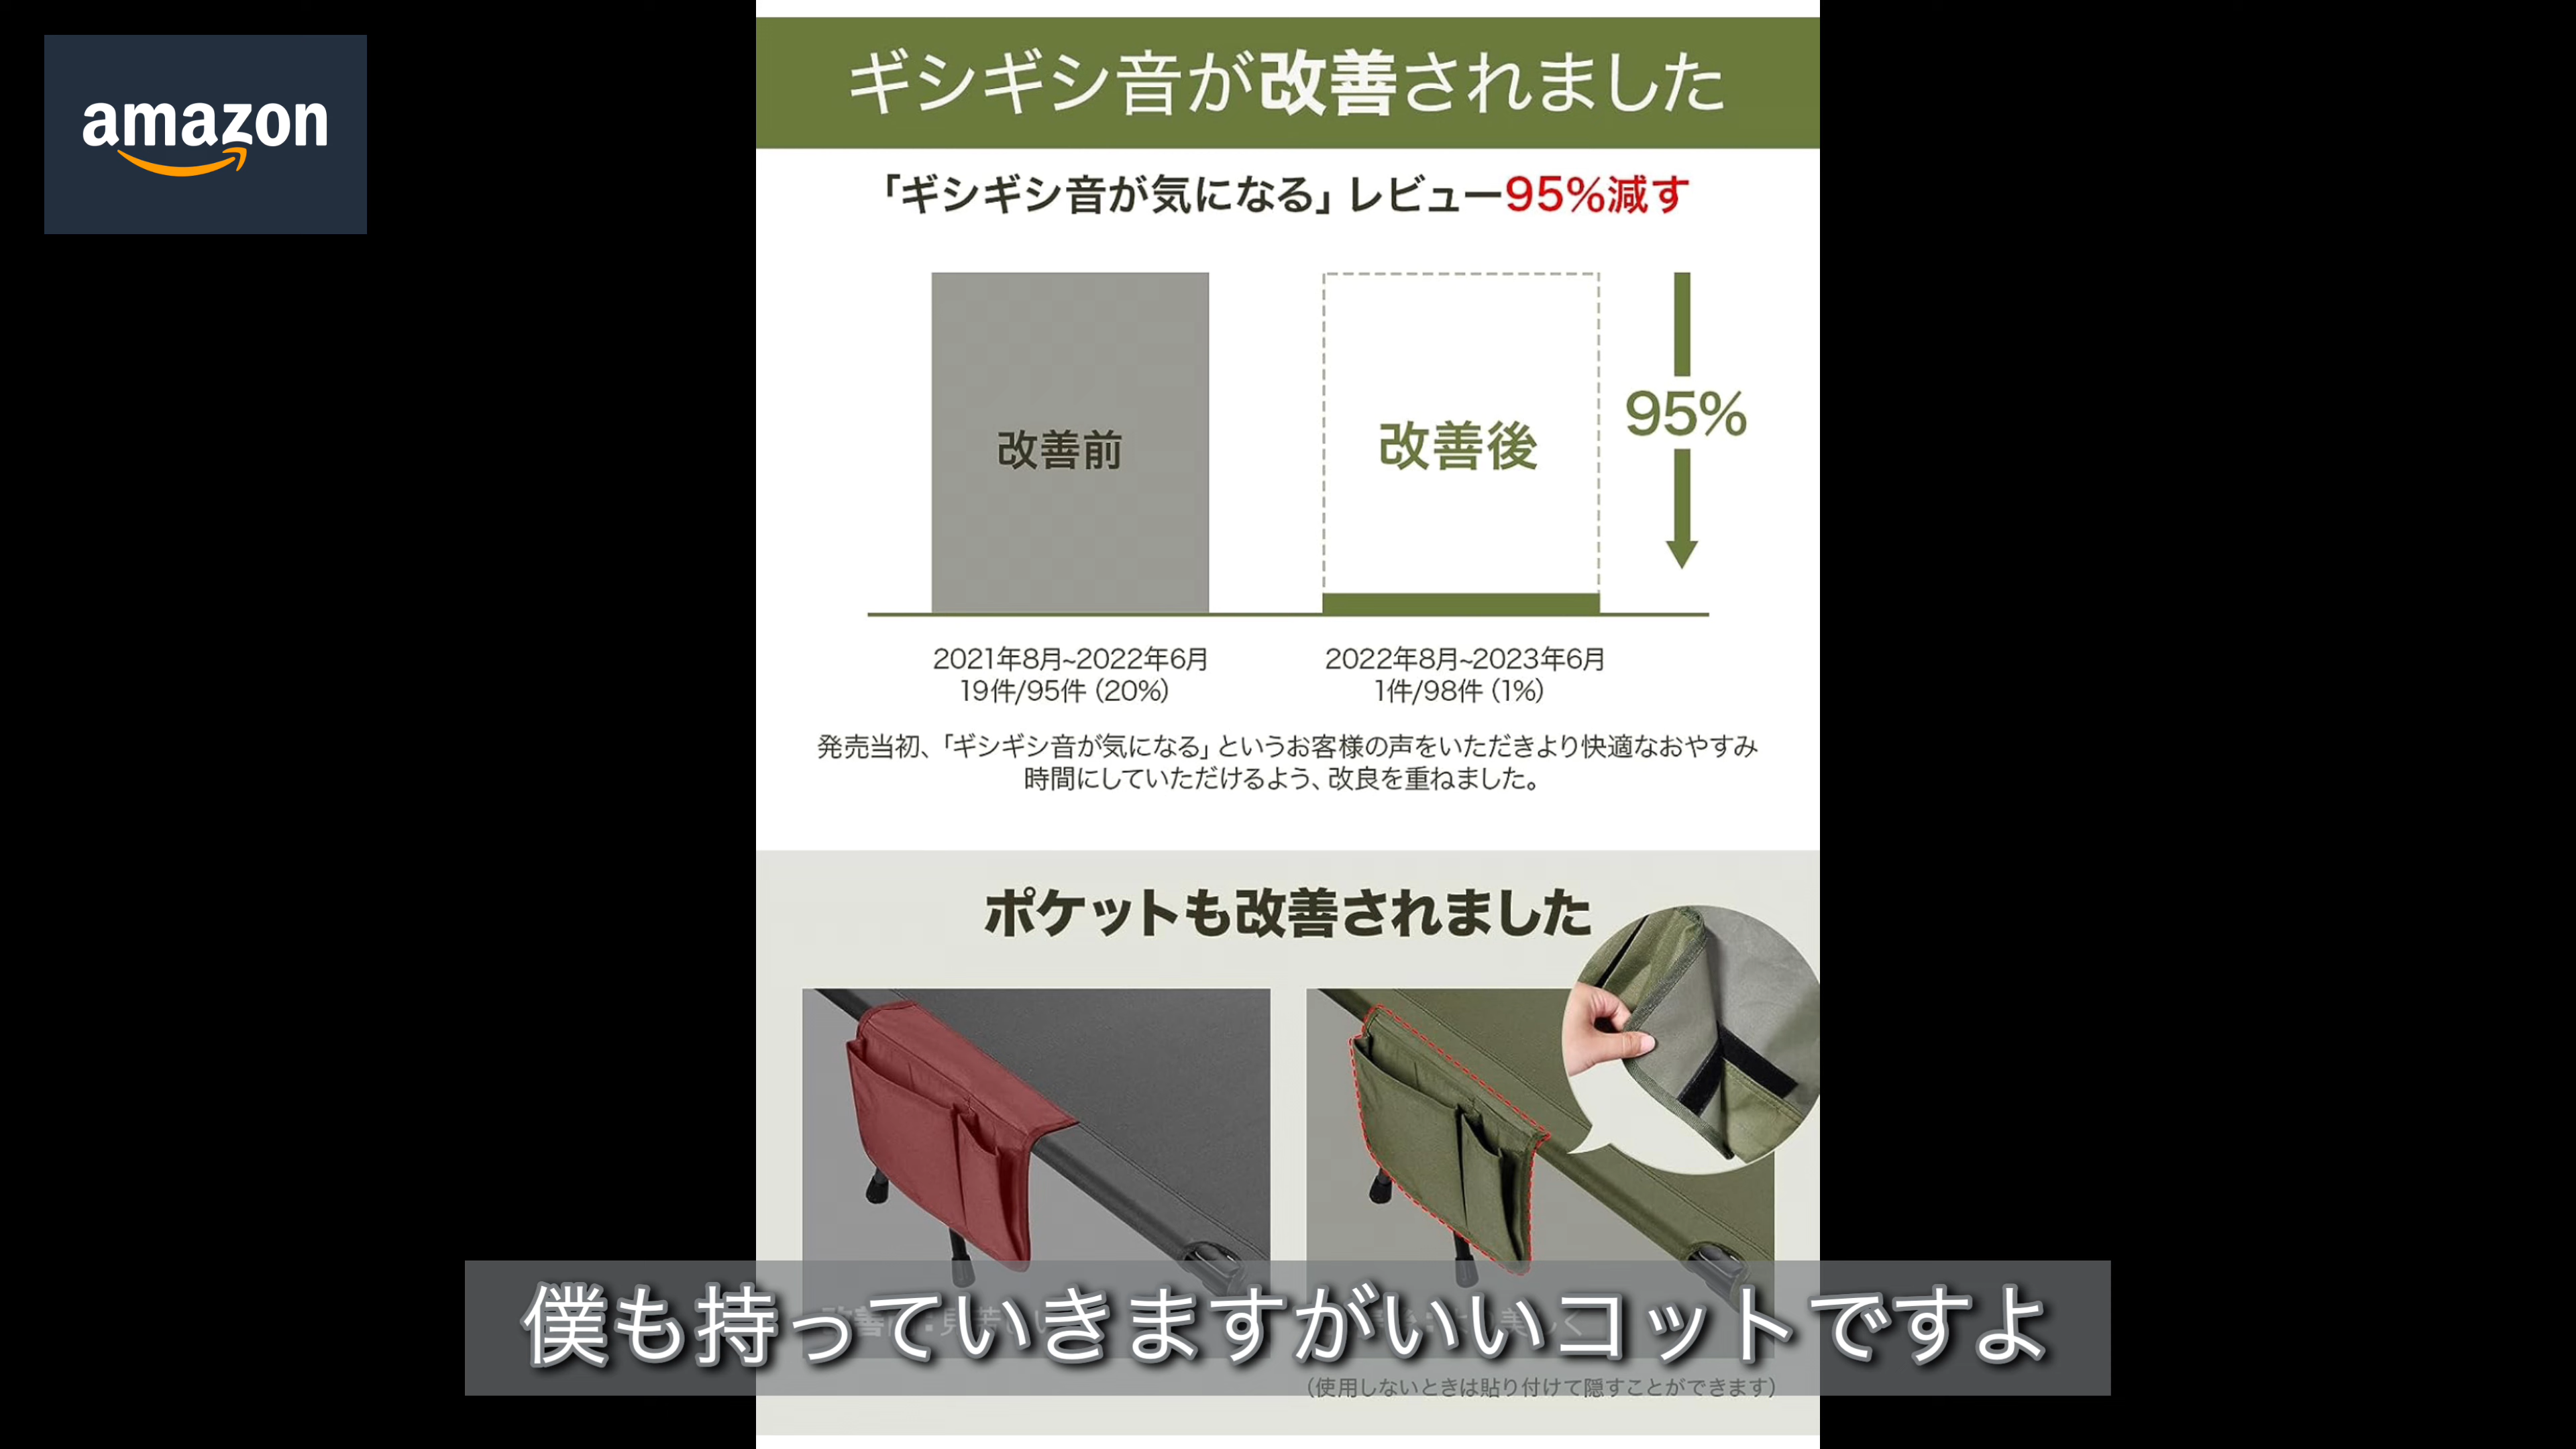 amazon
ギシギシ音が改善されました
「ギシギシ音が気になる」レビュー95%減す
改善前
改善後
95%
2021年8月~2022年6月
19件/95件（20%）
2022年8月~2023年6月
1件/98件（1%）
発売当初、「ギシギシ音が気になる」というお客様の声をいただきより快適なおやすみ
時間にしていただけるよう、改良を重ねました。
ポケットも改善されました
僕も持っていきますがいいコットですよ
（使用しないときは貼り付けて隠すことができます）